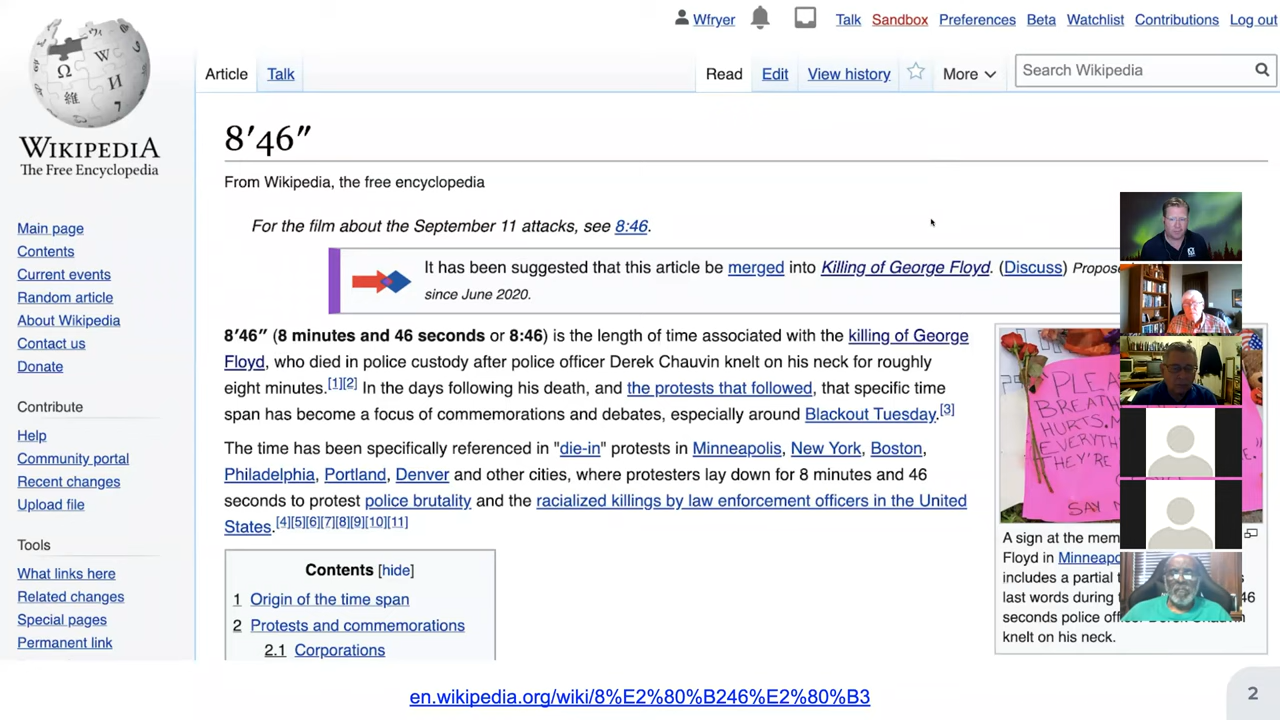 Wfryer Talk Sandbox Preferences Beta Watchlist Contributions Log out
Article Talk Read Edit View history More Search Wikipedia
WIKIPEDIA
The Free Encyclopedia
Main page
Contents
Current events
Random article
About Wikipedia
Contact us
Donate
Contribute
Help
Community portal
Recent changes
Upload file
Tools
What links here
Related changes
Special pages
Permanent link
8′46″
From Wikipedia, the free encyclopedia
For the film about the September 11 attacks, see 8:46.
It has been suggested that this article be merged into Killing of George Floyd. (Discuss)
since June 2020.
8′46″ (8 minutes and 46 seconds or 8:46) is the length of time associated with the killing of George
Floyd, who died in police custody after police officer Derek Chauvin knelt on his neck for roughly
eight minutes.[1][2] In the days following his death, and the protests that followed, that specific time
span has become a focus of commemorations and debates, especially around Blackout Tuesday.[3]
The time has been specifically referenced in "die-in" protests in Minneapolis, New York, Boston,
Philadelphia, Portland, Denver and other cities, where protesters lay down for 8 minutes and 46
seconds to protest police brutality and the racialized killings by law enforcement officers in the United
States.[4][5][6][7][8][9][10][11]
Contents [hide]
1 Origin of the time span
2 Protests and commemorations
2.1 Corporations
HURTS,
SAY
A sign at the
Floyd in
includes a partial
last words during 46
seconds police
knelt on his neck.
en.wikipedia.org/wiki/8%E2%80%B246%E2%80%B3
2